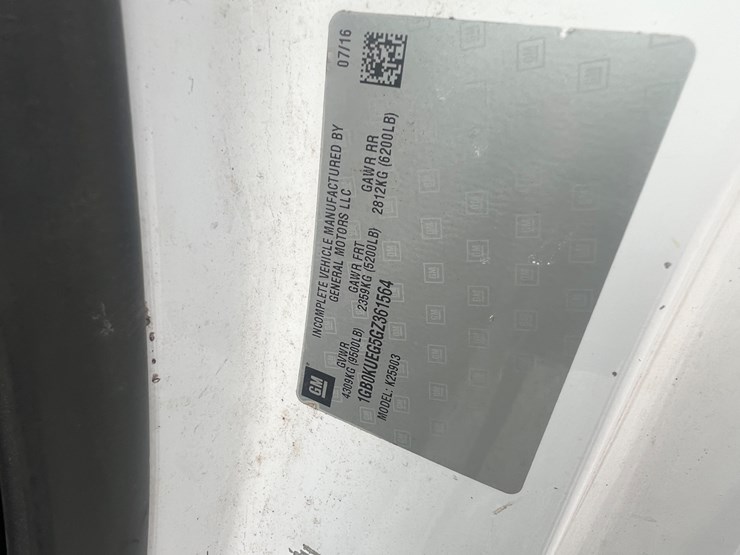 GM
INCOMPLETE VEHICLE MANUFACTURED BY
GENERAL MOTORS LLC
07/16
GVWR GAWR FRT GAWR RR
4309KG (9500LB) 2359KG (5200LB) 2812KG (6200LB)
1GB0KUEG5GZ361564
MODEL: K25903